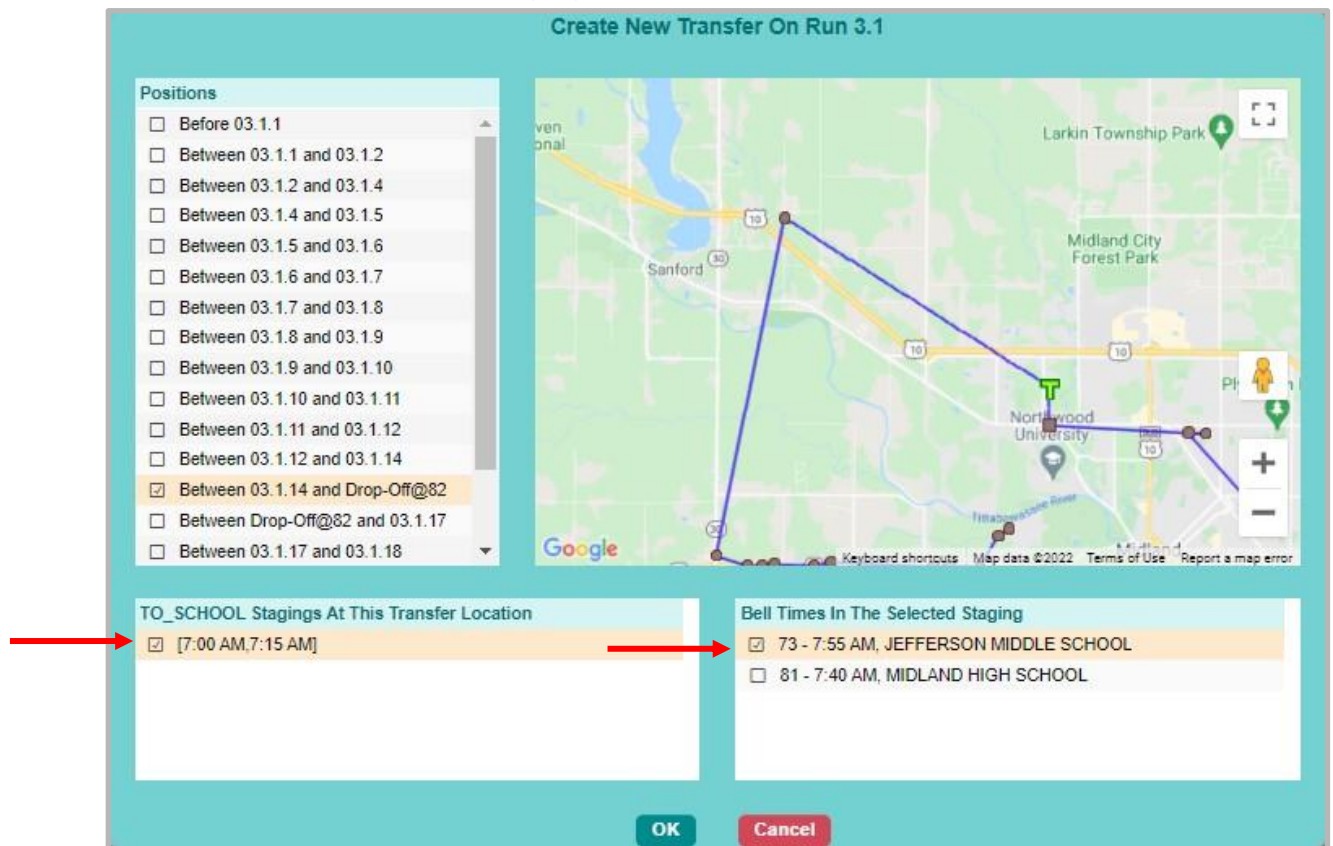 Create New Transfer On Run 3.1
Positions
Before 03.1.1
Between 03.1.1 and 03.1.2
Between 03.1.2 and 03.1.4
Between 03.1.4 and 03.1.5
Between 03.1.5 and 03.1.6
Between 03.1.6 and 03.1.7
Between 03.1.7 and 03.1.8
Between 03.1.8 and 03.1.9
Between 03.1.9 and 03.1.10
Between 03.1.10 and 03.1.11
Between 03.1.11 and 03.1.12
Between 03.1.12 and 03.1.14
Between 03.1.14 and Drop-Off@82
Between Drop-Off@82 and 03.1.17
Between 03.1.17 and 03.1.18
Larkin Township Park
10
Midland City
Forest Park
Sanford
30
10
10
T
Northwood
University
10
Tittabawassee River
30
Midland
Google
Keyboard shortcuts
Map data ©2022
Terms of Use
Report a map error
TO_SCHOOL Stagings At This Transfer Location
[7:00 AM,7:15 AM]
Bell Times In The Selected Staging
73 - 7:55 AM, JEFFERSON MIDDLE SCHOOL
81 - 7:40 AM, MIDLAND HIGH SCHOOL
OK
Cancel